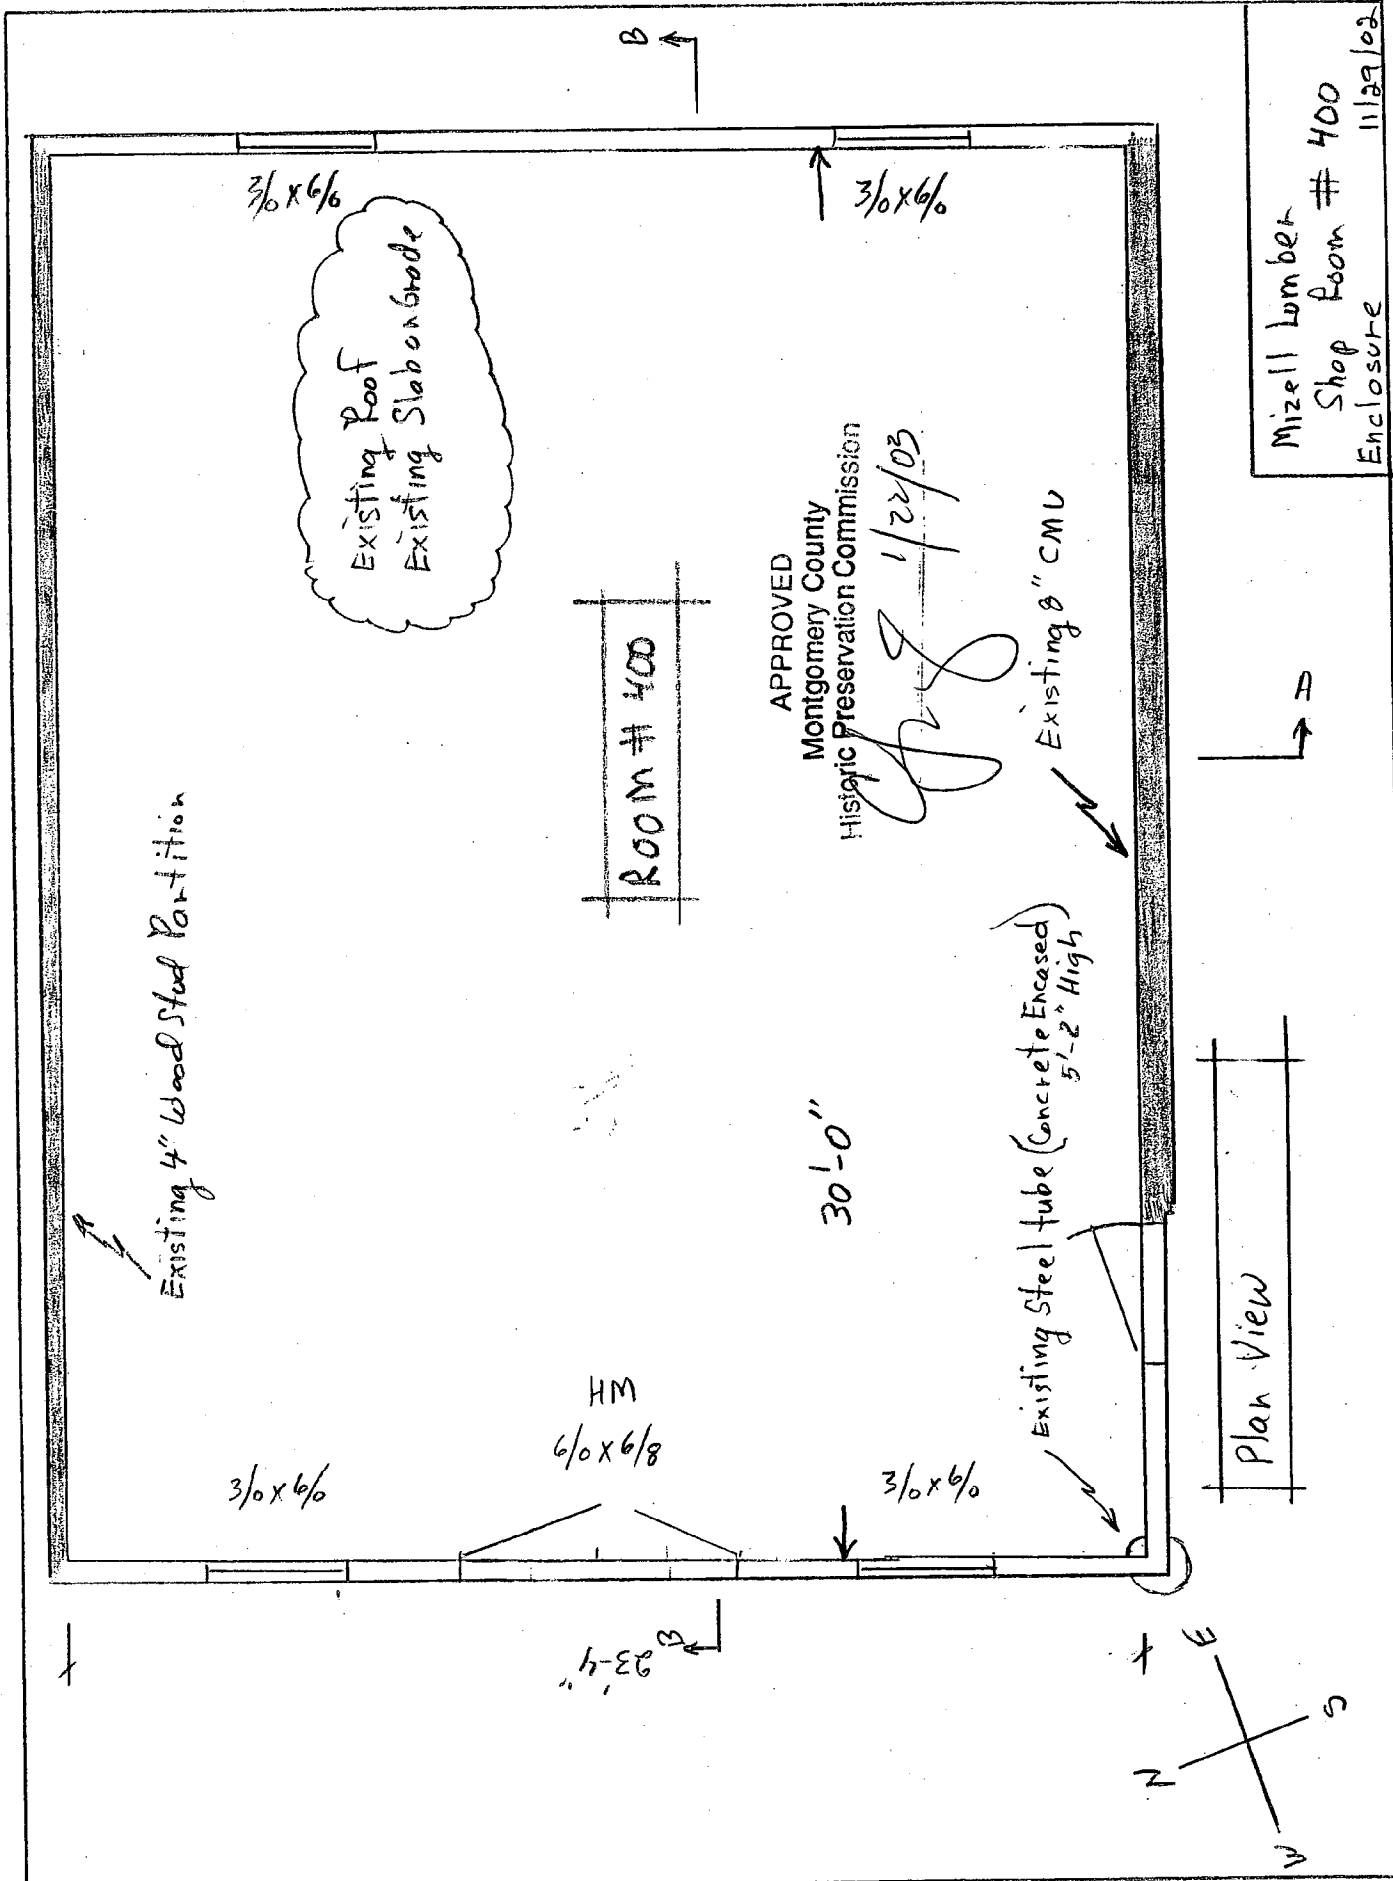 Existing 4" Wood Stud Partition
3/0 x 6/0
3/0 x 6/0
Existing Roof
Existing Slab on Grade
HM
6/0 x 6/8
ROOM # 400
23'-4"
B
B
30'-0"
APPROVED
Montgomery County
Historic Preservation Commission
1/22/03
3/0 x 6/0
3/0 x 6/0
Existing Steel tube (Concrete Encased)
5'-2" High
Existing 8" CMU
A
Plan View
N
E
S
W
Mizell Lumber
Shop Room # 400
Enclosure 11/29/02